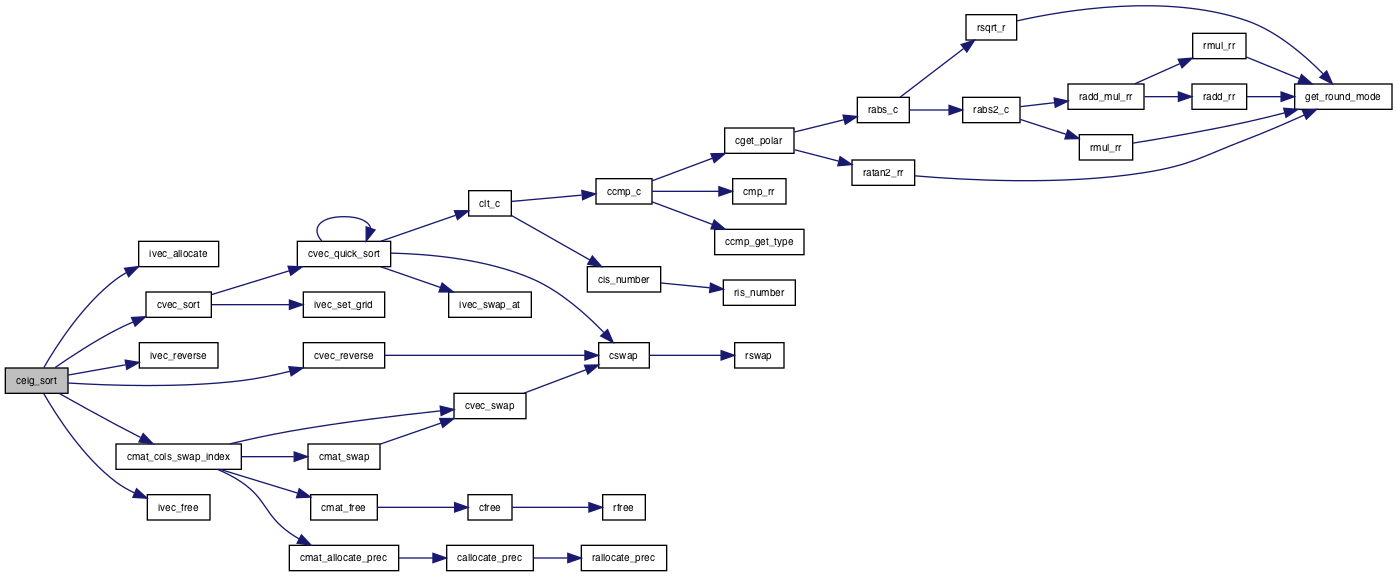 rsqrt_r
rmul_rr
radd_mul_rr
radd_rr
get_round_mode
rabs_c
rabs2_c
rmul_rr
cget_polar
ratan2_rr
clt_c
ccmp_c
cmp_rr
ccmp_get_type
ivec_allocate
cvec_quick_sort
cis_number
ris_number
cvec_sort
ivec_set_grid
ivec_swap_at
ivec_reverse
cvec_reverse
cswap
rswap
ceig_sort
cvec_swap
cmat_cols_swap_index
cmat_swap
ivec_free
cmat_free
cfree
rfree
cmat_allocate_prec
callocate_prec
rallocate_prec